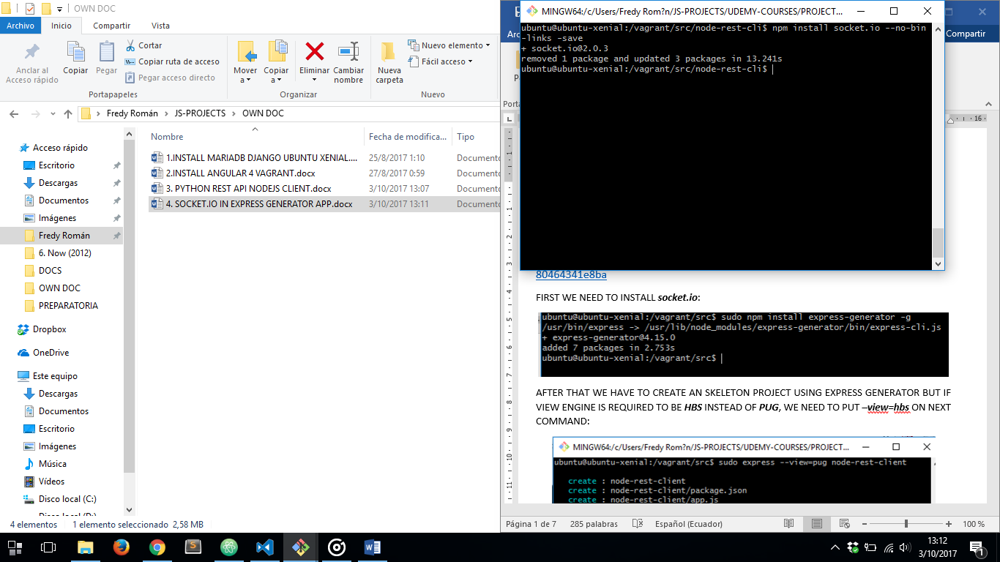 OWN DOC
Archivo
Inicio
Compartir
Vista
Anclar al
Acceso rápido
Copiar
Pegar
Cortar
Copiar ruta de acceso
Pegar acceso directo
Portapapeles
Mover
a
Copiar
a
Eliminar
Cambiar
nombre
Organizar
Nueva
carpeta
Nuevo elemento
Fácil acceso
Nuevo
Fredy Román
JS-PROJECTS
OWN DOC
Nombre
Fecha de modifica...
Tipo
1.INSTALL MARIADB DJANGO UBUNTU XENIAL.... 25/8/2017 1:10 Documento
2.INSTALL ANGULAR 4 VAGRANT.docx 27/8/2017 0:59 Documento
3. PYTHON REST API NODEJS CLIENT.docx 3/10/2017 13:07 Documento
4. SOCKET.IO IN EXPRESS GENERATOR APP.docx 3/10/2017 13:11 Documento
Acceso rápido
Escritorio
Descargas
Documentos
Imágenes
Fredy Román
6. Now (2012)
DOCS
OWN DOC
PREPARATORIA
Dropbox
OneDrive
Este equipo
Descargas
Documentos
Escritorio
Imágenes
Música
Vídeos
Disco local (C:)
4 elementos
1 elemento seleccionado 2,58 MB
MINGW64:/c/Users/Fredy Rom?n/JS-PROJECTS/UDEMY-COURSES/PROJECT...
ubuntu@ubuntu-xenial:/vagrant/src/node-rest-cli$ npm install socket.io --no-bin
-links -save
+ socket.io@2.0.3
removed 1 package and updated 3 packages in 13.241s
ubuntu@ubuntu-xenial:/vagrant/src/node-rest-cli$
Compartir
16
80464341e8ba
FIRST WE NEED TO INSTALL socket.io:
ubuntu@ubuntu-xenial:/vagrant/src$ sudo npm install express-generator -g
/usr/bin/express -> /usr/lib/node_modules/express-generator/bin/express-cli.js
+ express-generator@4.15.0
added 7 packages in 2.753s
ubuntu@ubuntu-xenial:/vagrant/src$
AFTER THAT WE HAVE TO CREATE AN SKELETON PROJECT USING EXPRESS GENERATOR BUT IF
VIEW ENGINE IS REQUIRED TO BE HBS INSTEAD OF PUG, WE NEED TO PUT –view=hbs ON NEXT
COMMAND:
MINGW64:/c/Users/Fredy Rom?n/JS-PROJECTS/UDEMY-COURSES/PROJECT...
ubuntu@ubuntu-xenial:/vagrant/src$ sudo express --view=pug node-rest-client
create : node-rest-client
create : node-rest-client/package.json
create : node-rest-client/app.js
Página 1 de 7
285 palabras
Español (Ecuador)
100 %
13:12
3/10/2017
1